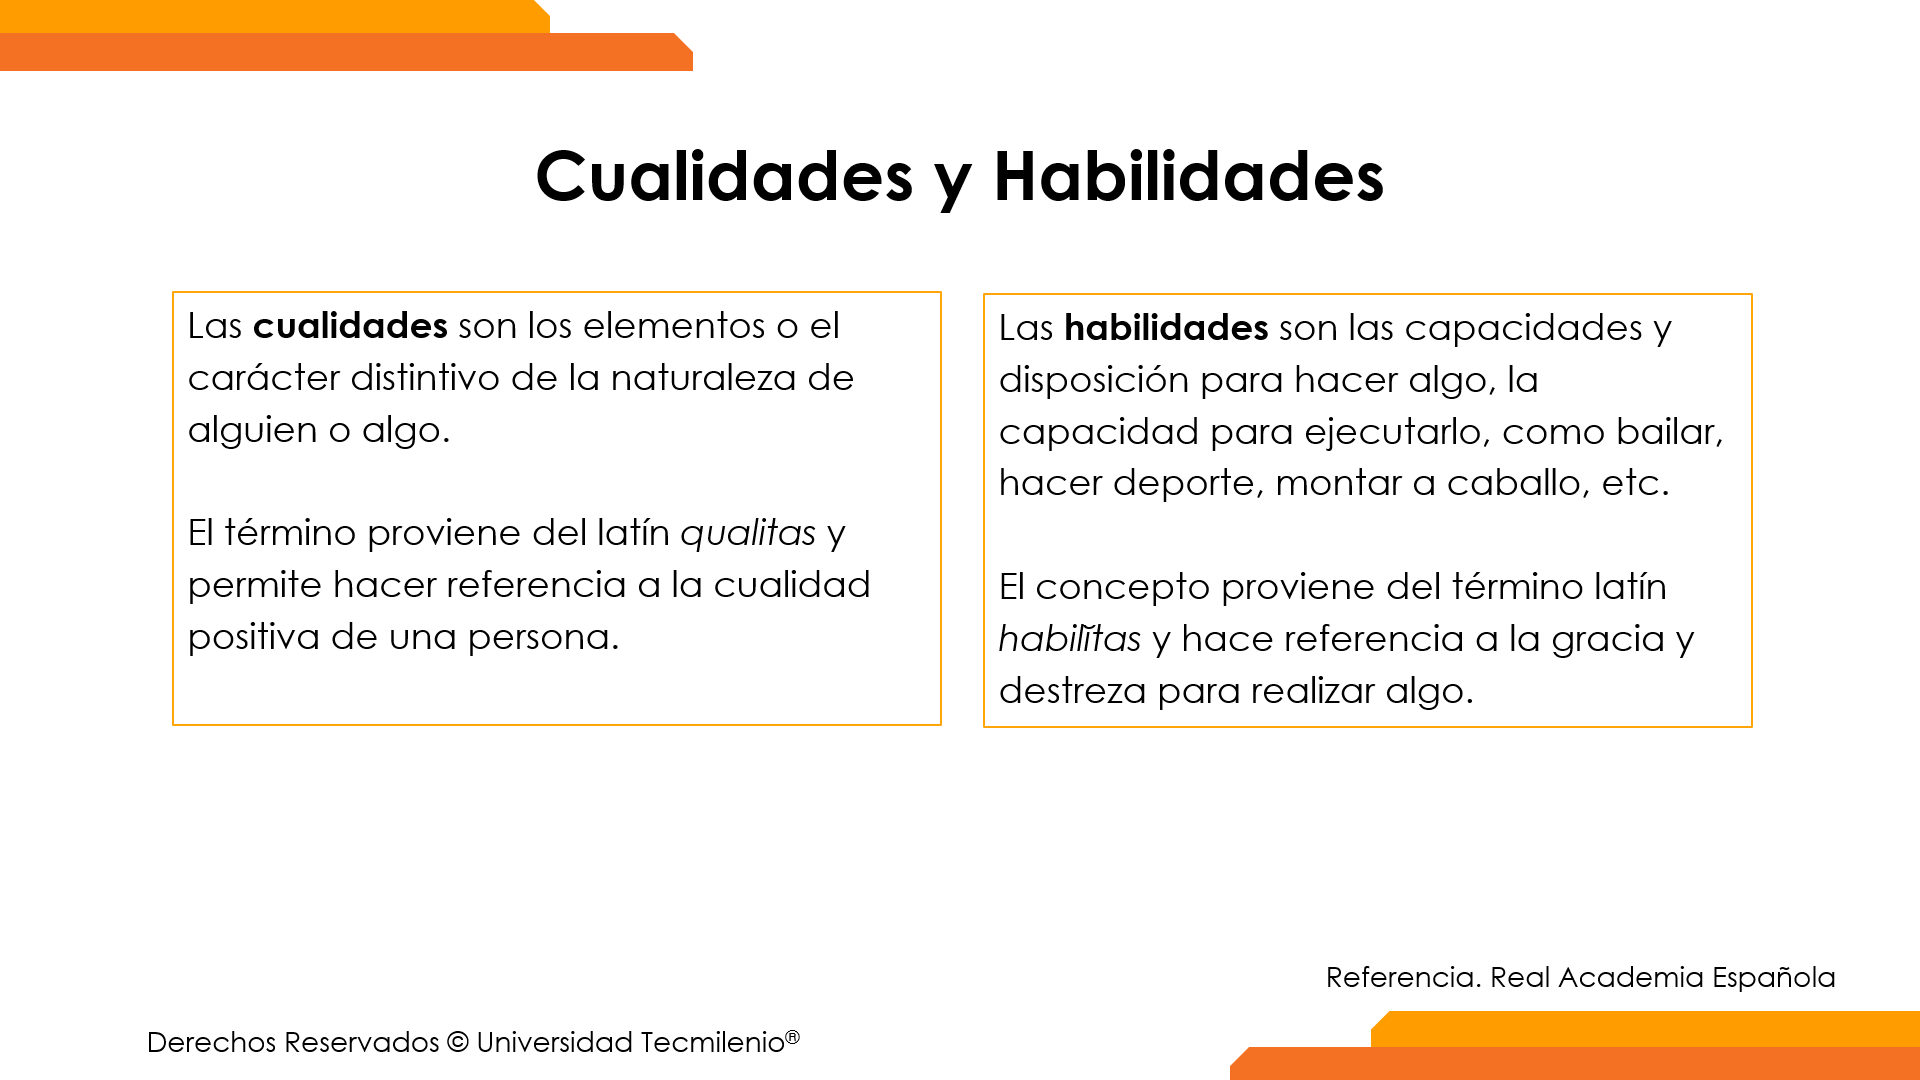 Cualidades y Habilidades
Las cualidades son los elementos o el
carácter distintivo de la naturaleza de
alguien o algo.
El término proviene del latín qualitas y
permite hacer referencia a la cualidad
positiva de una persona.
Las habilidades son las capacidades y
disposición para hacer algo, la
capacidad para ejecutarlo, como bailar,
hacer deporte, montar a caballo, etc.
El concepto proviene del término latín
habilĭtas y hace referencia a la gracia y
destreza para realizar algo.
Referencia. Real Academia Española
Derechos Reservados © Universidad Tecmilenio®